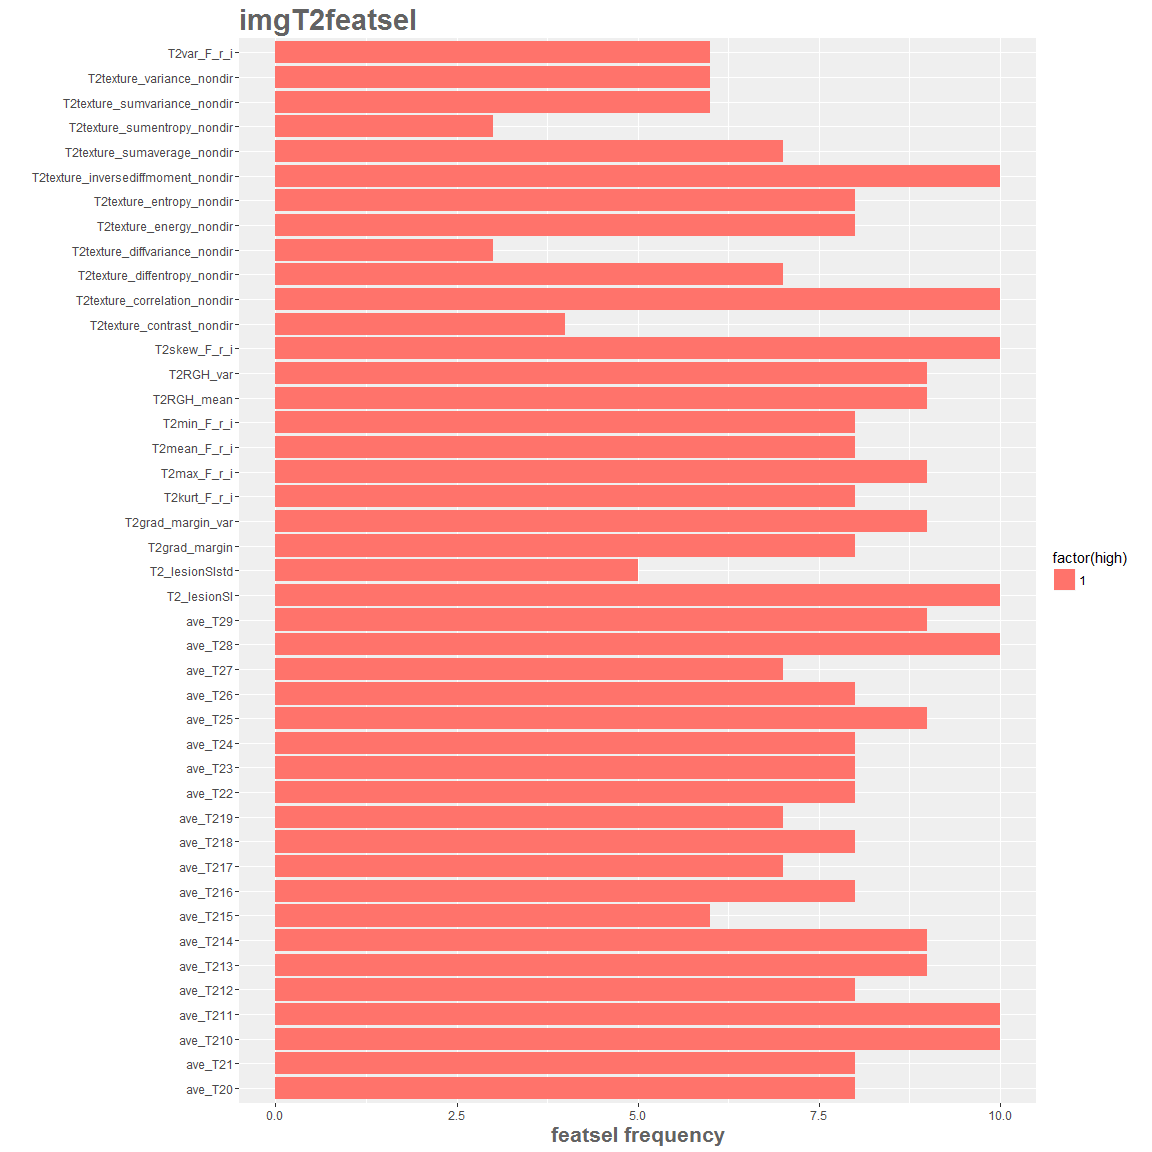 imgT2featsel
T2var_F_r_i
T2texture_variance_nondir
T2texture_sumvariance_nondir
T2texture_sumentropy_nondir
T2texture_sumaverage_nondir
T2texture_inversediffmoment_nondir
T2texture_entropy_nondir
T2texture_energy_nondir
T2texture_diffvariance_nondir
T2texture_diffentropy_nondir
T2texture_correlation_nondir
T2texture_contrast_nondir
T2skew_F_r_i
T2RGH_var
T2RGH_mean
T2min_F_r_i
T2mean_F_r_i
T2max_F_r_i
T2kurt_F_r_i
T2grad_margin_var
T2grad_margin
T2_lesionSIstd
T2_lesionSI
ave_T29
ave_T28
ave_T27
ave_T26
ave_T25
ave_T24
ave_T23
ave_T22
ave_T219
ave_T218
ave_T217
ave_T216
ave_T215
ave_T214
ave_T213
ave_T212
ave_T211
ave_T210
ave_T21
ave_T20
0.0 2.5 5.0 7.5 10.0
featsel frequency
factor(high)
1